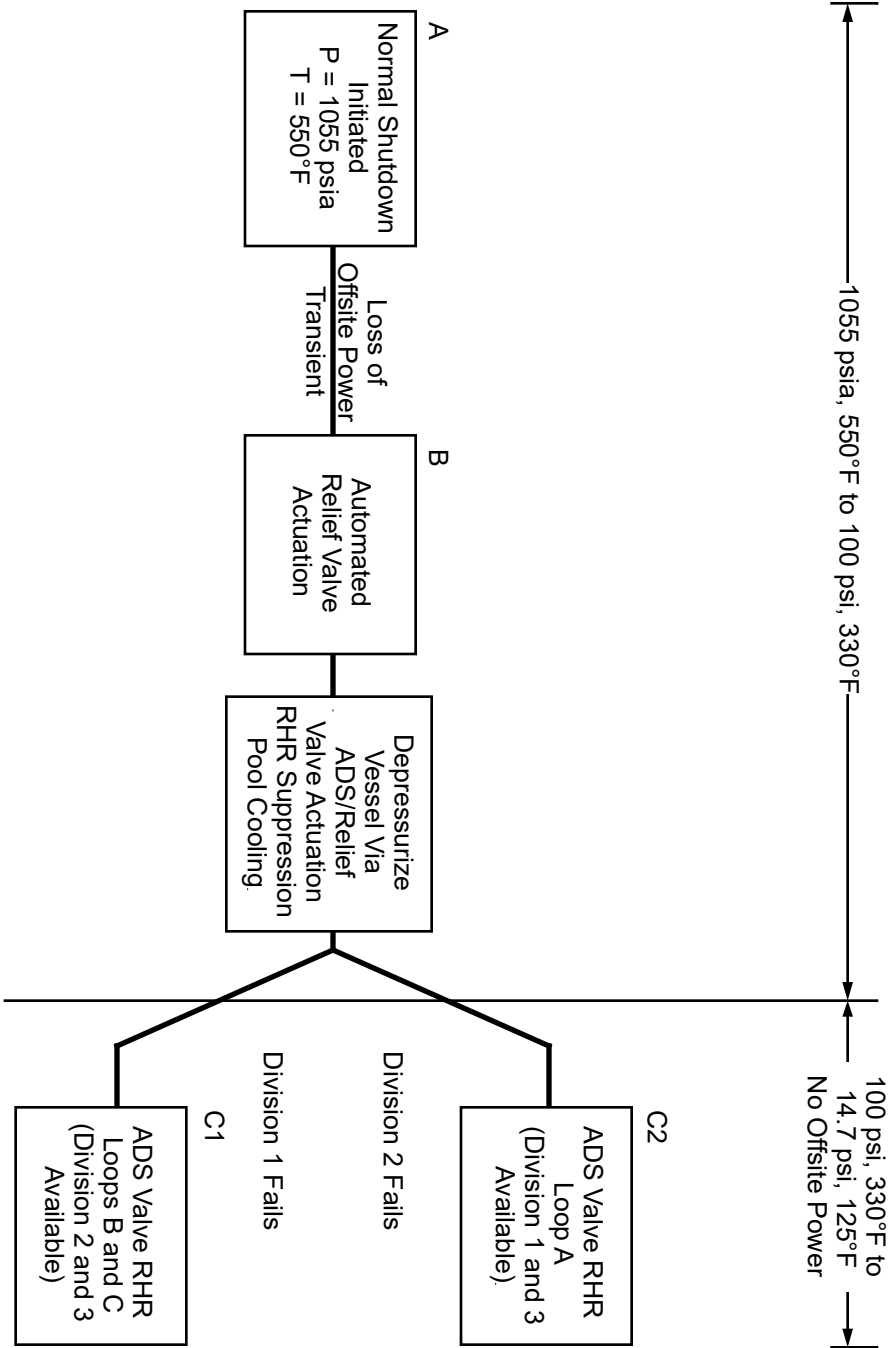 1055 psia, 550°F to 100 psi, 330°F
100 psi, 330°F to
14.7 psi, 125°F
No Offsite Power
A
Normal Shutdown
Initiated
P = 1055 psia
T = 550°F
Loss of
Offsite Power
Transient
B
Automated
Relief Valve
Actuation
Depressurize
Vessel Via
ADS/Relief
Valve Actuation
RHR Suppression
Pool Cooling.
Division 2 Fails
C2
ADS Valve RHR
Loop A
(Division 1 and 3
Available).
Division 1 Fails
C1
ADS Valve RHR
Loops B and C
(Division 2 and 3
Available)